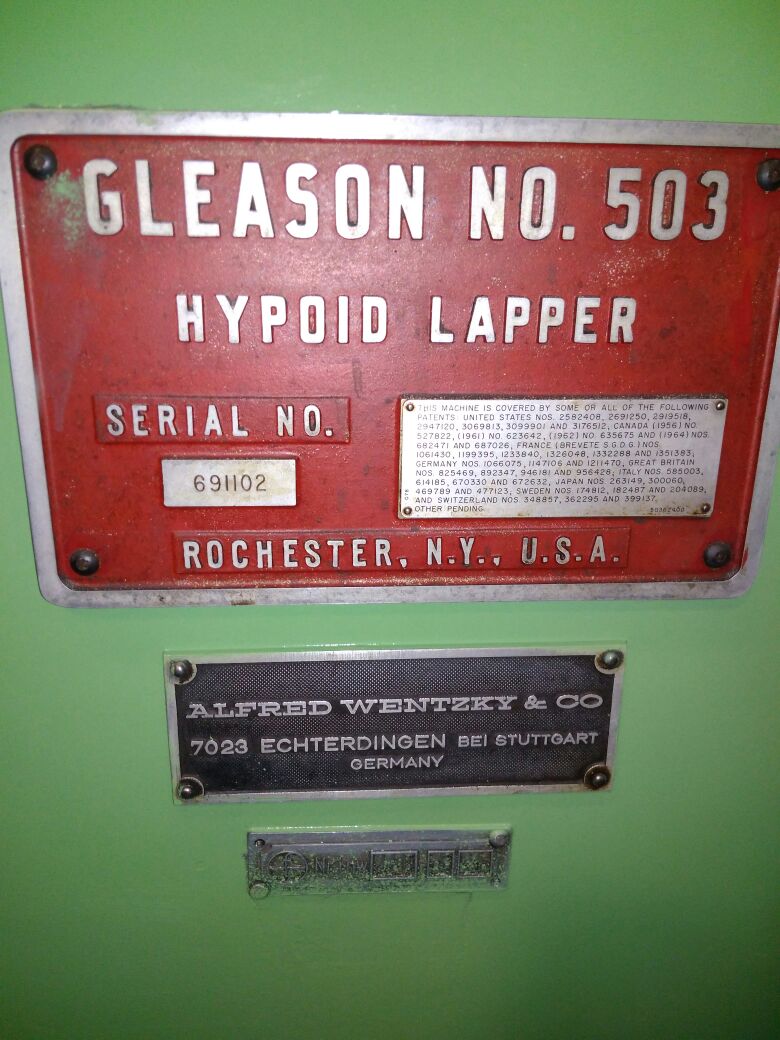 GLEASON NO. 503
HYPOID LAPPER
SERIAL NO.
691102
THIS MACHINE IS COVERED BY SOME OR ALL OF THE FOLLOWING
PATENTS: UNITED STATES NOS. 2582408, 2691250, 2919518,
2947120, 3069813, 3099901 AND 3176512, CANADA (1956) NO.
527822, (1961) NO. 623642, (1962) NO. 635675 AND (1964) NOS.
682471 AND 687026, FRANCE (BREVETE S.G.D.G.) NOS.
1061430, 1199395, 1233840, 1326048, 1332288 AND 1351383,
GERMANY NOS. 1066075, 1147106 AND 1211470, GREAT BRITAIN
NOS. 825469, 892347, 946181 AND 956428, ITALY NOS. 585003,
614185, 670330 AND 672632, JAPAN NOS. 263149, 300060,
469789 AND 477123, SWEDEN NOS. 174812, 182487 AND 204089,
AND SWITZERLAND NOS. 348857, 362295 AND 399137.
OTHER PENDING.
ROCHESTER, N.Y., U.S.A.
ALFRED WENTZKY & CO
7023 ECHTERDINGEN BEI STUTTGART
GERMANY